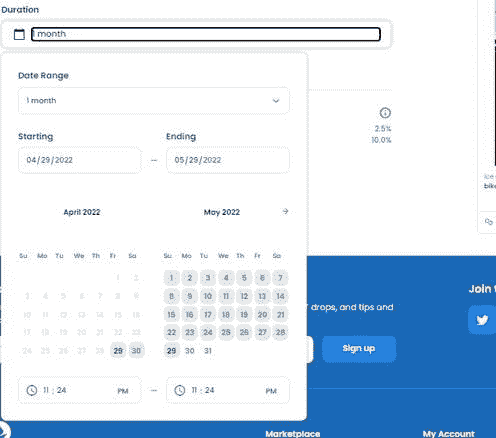 Duration
1 month
Date Range
1 month
Starting
Ending
04/29/2022 — 05/29/2022
2.5%
10.0%
April 2022
May 2022
Su Mo Tu We Th Fr Sa
Su Mo Tu We Th Fr Sa
1 2
1 2 3 4 5 6 7
3 4 5 6 7 8 9
8 9 10 11 12 13 14
10 11 12 13 14 15 16
15 16 17 18 19 20 21
17 18 19 20 21 22 23
22 23 24 25 26 27 28
24 25 26 27 28 29 30
29 30 31
11 : 24 PM — 11 : 24 PM
Ice
bike
drops, and tips and
Sign up
Join t
Marketplace
My Account